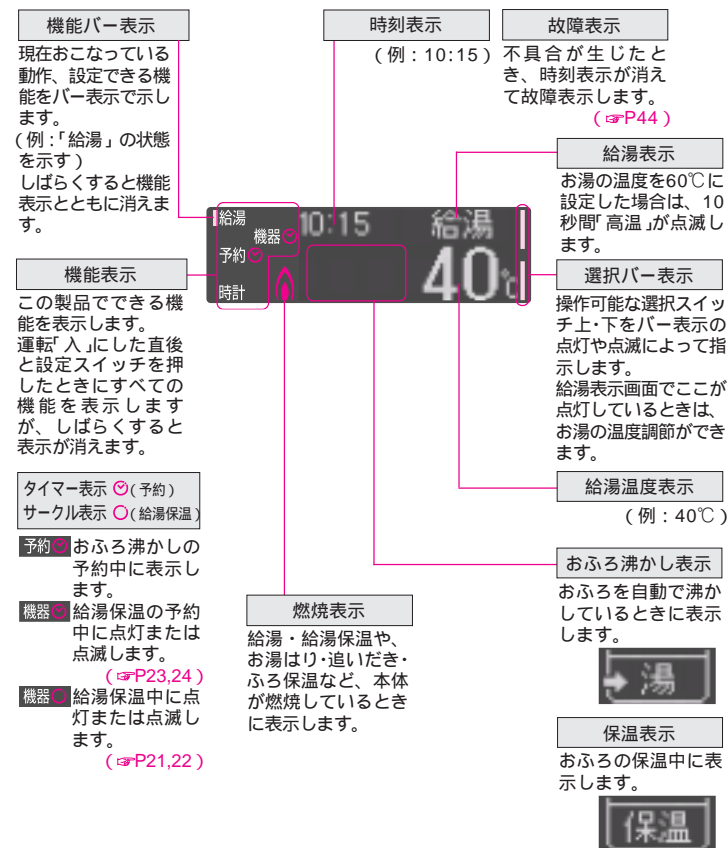 機能バー表示
現在おこなっている
動作、設定できる機
能をバー表示で示し
ます。
(例:「給湯」の状態
を示す)
しばらくすると機能
表示とともに消えま
す。
時刻表示
(例:10:15)
故障表示
不具合が生じたと
き、時刻表示が消え
て故障表示します。
(☞P44)
給湯表示
お湯の温度を60℃に
設定した場合は、10
秒間「高温」が点滅し
ます。
給湯
機器
予約
時計
10:15
給湯
40℃
機能表示
この製品でできる機
能を表示します。
運転「入」にした直後
と設定スイッチを押
したときにすべての
機能を表示します
が、しばらくすると
表示が消えます。
選択バー表示
操作可能な選択スイッ
チ上・下をバー表示の
点灯や点滅によって指
示します。
給湯表示画面でここが
点灯しているときは、
お湯の温度調節ができ
ます。
給湯温度表示
(例:40℃)
タイマー表示 (予約)
サークル表示 (給湯保温)
予約 おふろ沸かしの
予約中に表示し
ます。
機器 給湯保温の予約
中に点灯または
点滅します。
(☞P23,24)
機器 給湯保温中に点
灯または点滅し
ます。
(☞P21,22)
燃焼表示
給湯・給湯保温や、
お湯はり・追いだき・
ふろ保温など、本体
が燃焼しているとき
に表示します。
おふろ沸かし表示
おふろを自動で沸か
しているときに表示
します。
湯
保温表示
おふろの保温中に表
示します。
保温